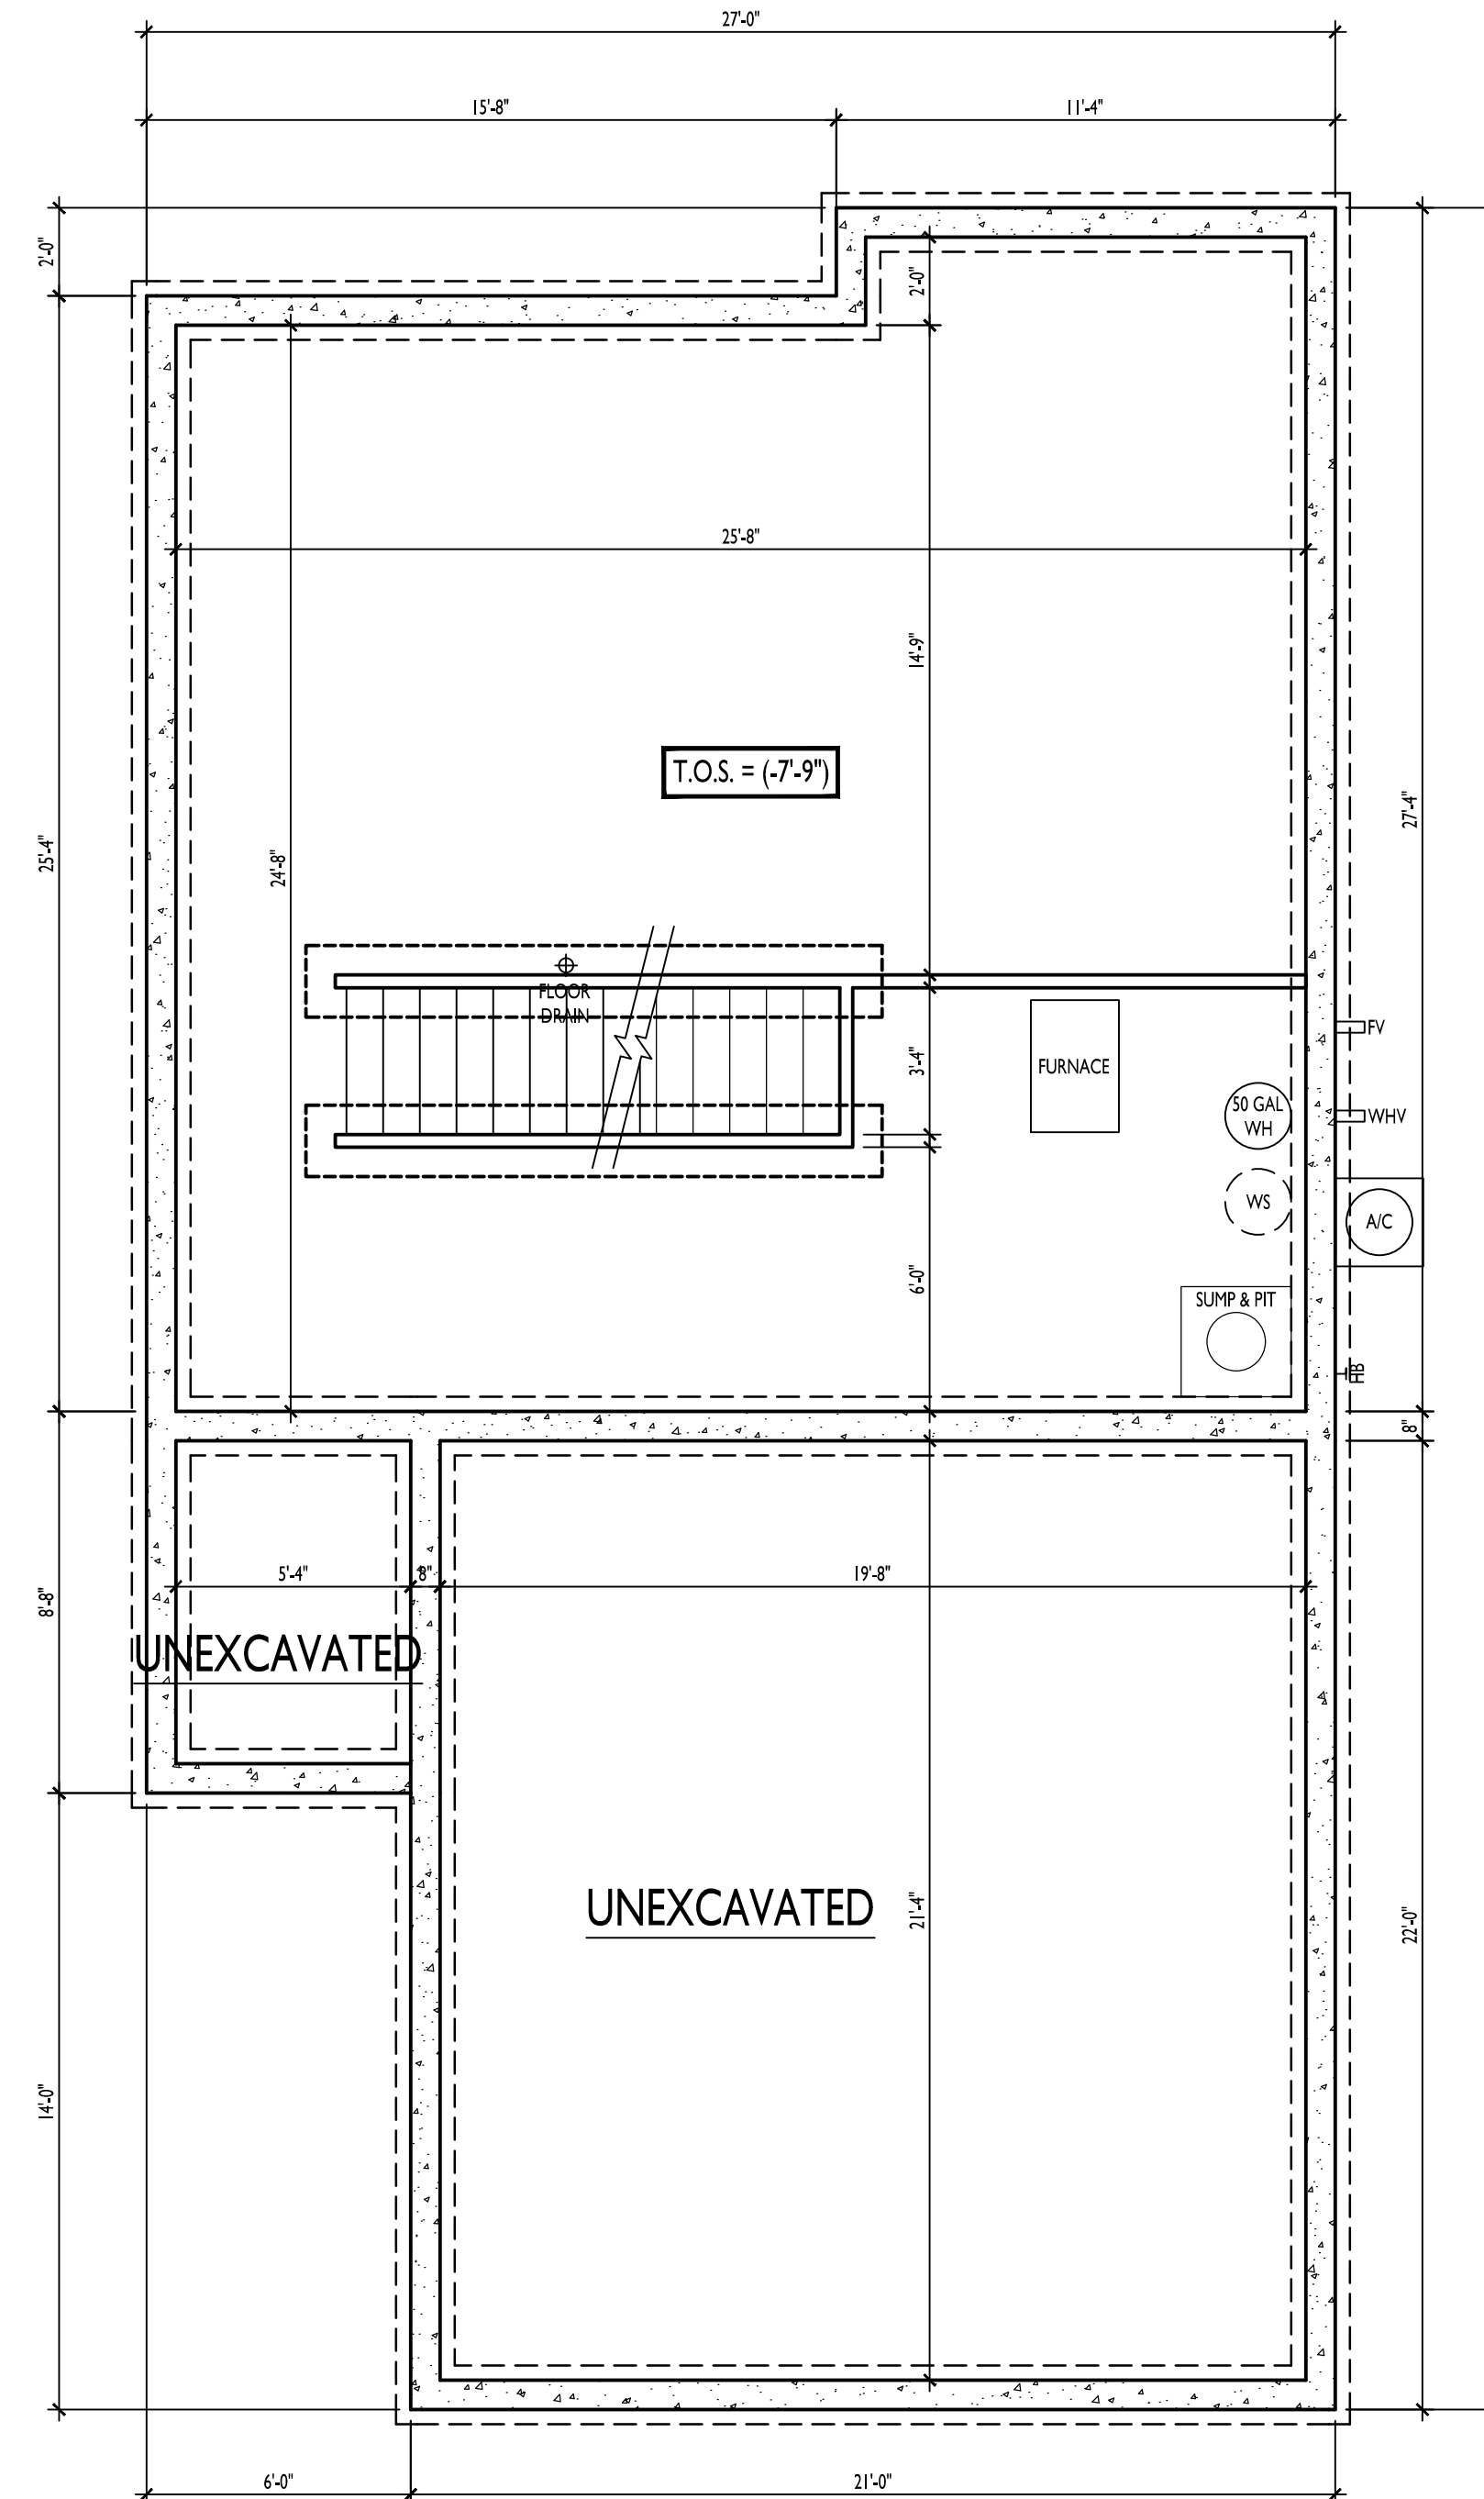 27'-0"
15'-8"
11'-4"
2'-0"
2'-0"
25'-8"
14'-9"
T.O.S. = (-7'-9")
27'-4"
25'-4"
24'-8"
FLOOR
DRAIN
3'-4"
FURNACE
FV
50 GAL
WH
WHV
WS
A/C
6'-0"
SUMP & PIT
HB
8"
5'-4"
8"
19'-8"
8'-8"
UNEXCAVATED
UNEXCAVATED
21'-4"
22'-0"
14'-0"
6'-0"
21'-0"